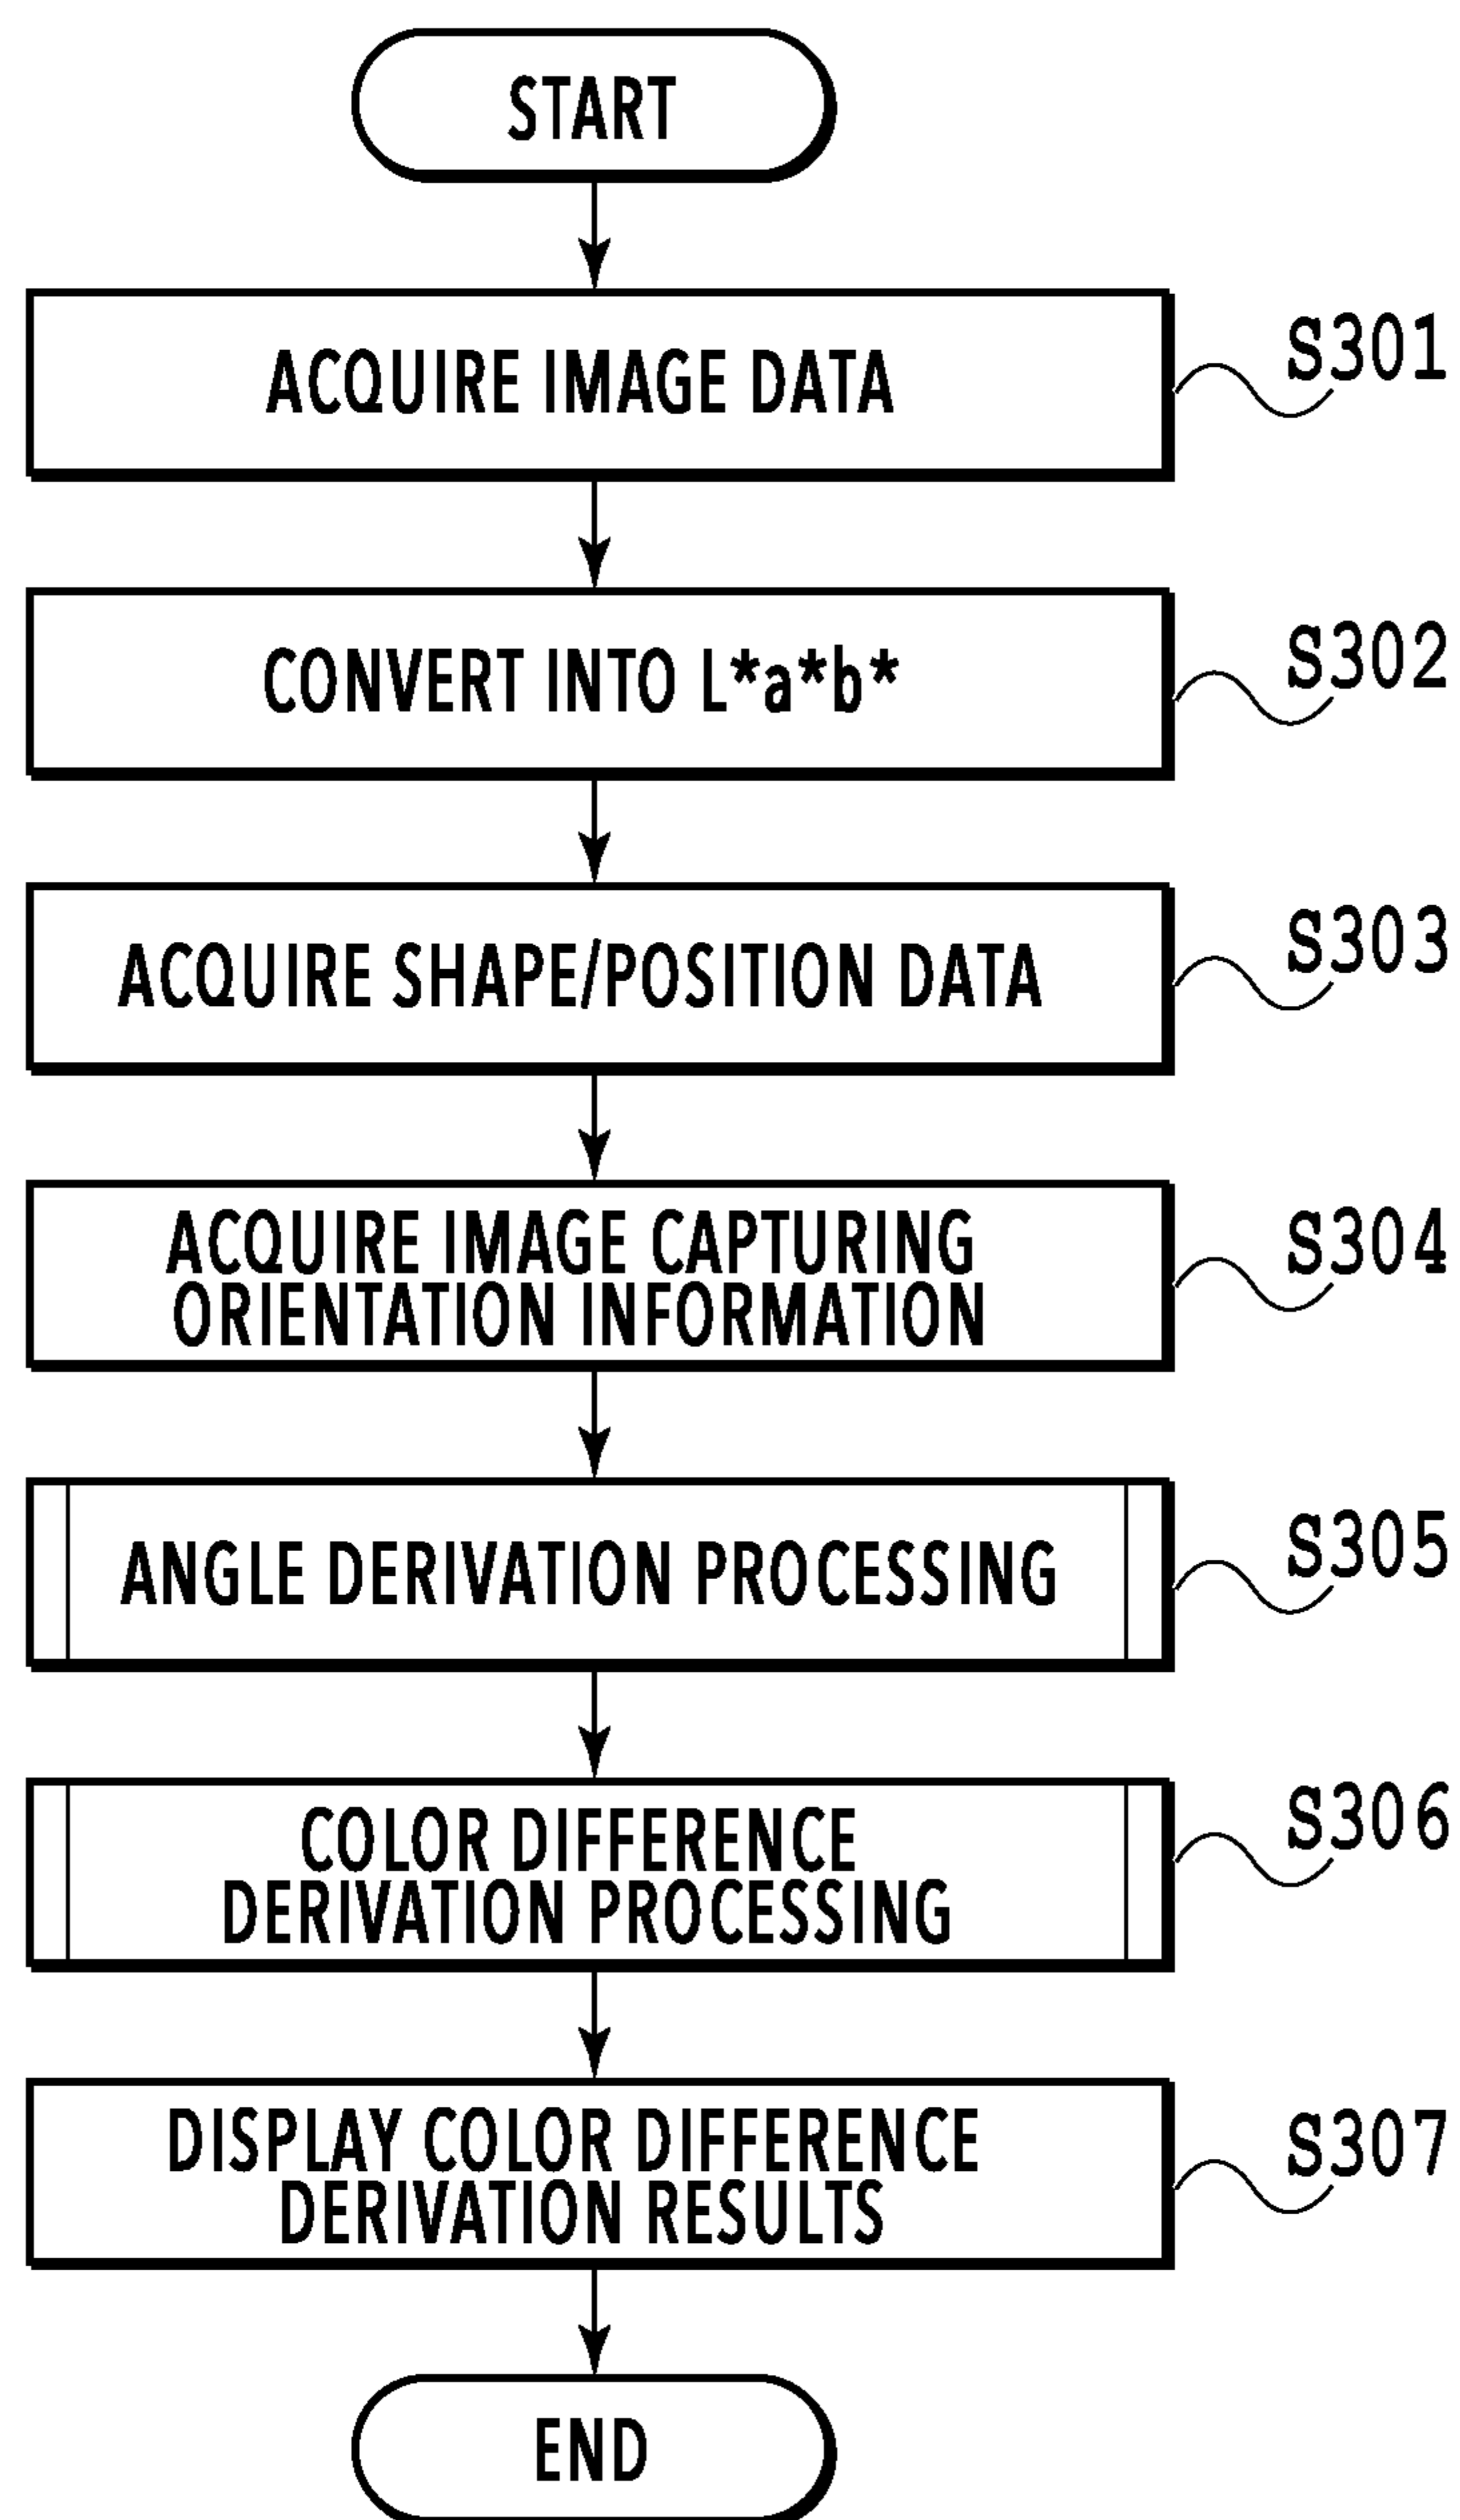 START
ACQUIRE IMAGE DATA
S301
CONVERT INTO L*a*b*
S302
ACQUIRE SHAPE/POSITION DATA
S303
ACQUIRE IMAGE CAPTURING
ORIENTATION INFORMATION
S304
ANGLE DERIVATION PROCESSING
S305
COLOR DIFFERENCE
DERIVATION PROCESSING
S306
DISPLAY COLOR DIFFERENCE
DERIVATION RESULTS
S307
END